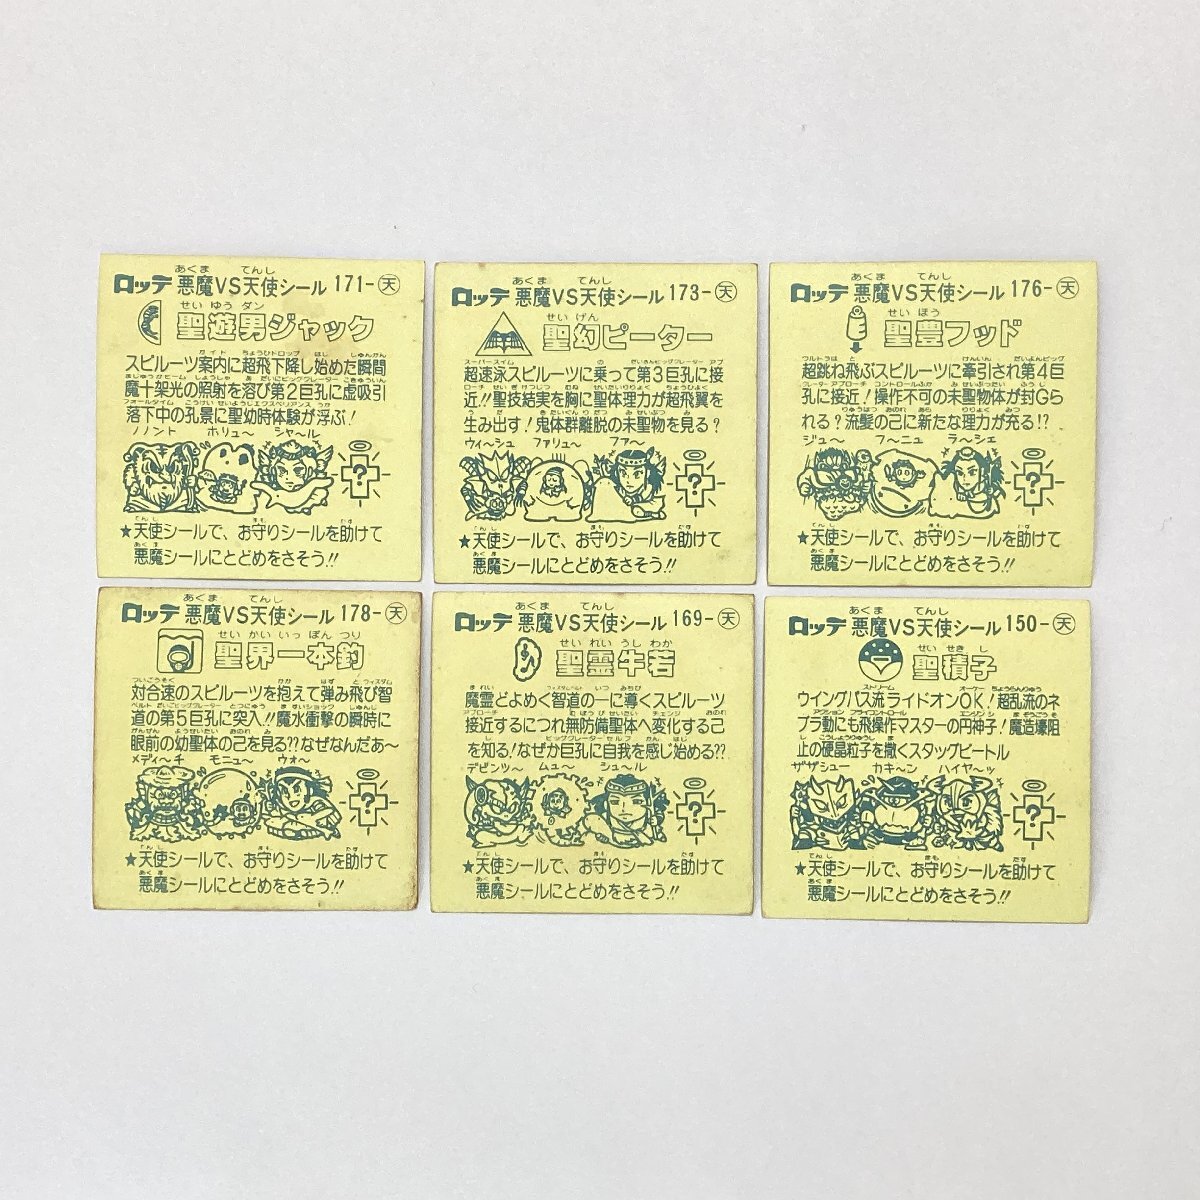 ロッテ 悪魔VS天使シール 171-天
聖遊男ジャック
スピルーツ案内に超飛下降し始めた瞬間
魔十架光の照射を浴び第2巨孔に虚吸引
落下中の孔景に聖幼時体験が浮ぶ!
ノノント ホリュ～ シャ～ル
?
★天使シールで、お守りシールを助けて
悪魔シールにとどめをさそう!!
ロッテ 悪魔VS天使シール 173-天
聖幻ピーター
超速泳スピルーツに乗って第3巨孔に接
近!!聖技結実を胸に聖体理力が超飛翼を
生み出す!鬼体群離脱の未聖物を見る?
ウィ～シュ ファリュ～ ファ～
?
★天使シールで、お守りシールを助けて
悪魔シールにとどめをさそう!!
ロッテ 悪魔VS天使シール 176-天
聖豊フッド
超跳ね飛ぶスピルーツに牽引され第4巨
孔に接近!操作不可の未聖物体が封Gら
れる?流髪の己に新たな理力が充る!?
ジュ～ フ～ニュ ラ～シェ
?
★天使シールで、お守りシールを助けて
悪魔シールにとどめをさそう!!
ロッテ 悪魔VS天使シール 178-天
聖界一本釣
対合速のスピルーツを抱えて弾み飛び智
道の第5巨孔に突入!!魔水衝撃の瞬時に
眼前の幼聖体の己を見る??なぜなんだあ～
メディ～チ モニュ～ ウォ～
?
★天使シールで、お守りシールを助けて
悪魔シールにとどめをさそう!!
ロッテ 悪魔VS天使シール 169-天
聖霊牛若
魔霊どよめく智道の一に導くスピルーツ
接近するにつれ無防備聖体へ変化する己
を知る!なぜか巨孔に自我を感じ始める??
デビンツ～ ムュ～ シュ～ル
?
★天使シールで、お守りシールを助けて
悪魔シールにとどめをさそう!!
ロッテ 悪魔VS天使シール 150-天
聖積子
ウイングパス流ライドオンOK!超乱流のネ
ブラ動にも飛操作マスターの円神子!魔造壕阻
止の硬晶粒子を撒くスタッグビートル
ザザシュー カキ～ン ハイヤ～ッ
?
★天使シールで、お守りシールを助けて
悪魔シールにとどめをさそう!!